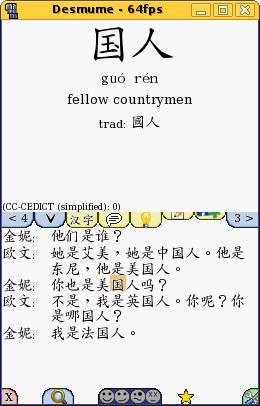 Desmume - 64fps
国人
guó rén
fellow countrymen
trad: 國人
(CC-CEDICT (simplified): 0)
< 4 汉字 3 >
金妮: 他们是谁？
欧文: 她是艾美，她是中国人。他是
东尼，他是美国人。
金妮: 你也是美国人吗？
欧文: 不是，我是英国人。你呢？你
是哪国人？
金妮: 我是法国人。
X